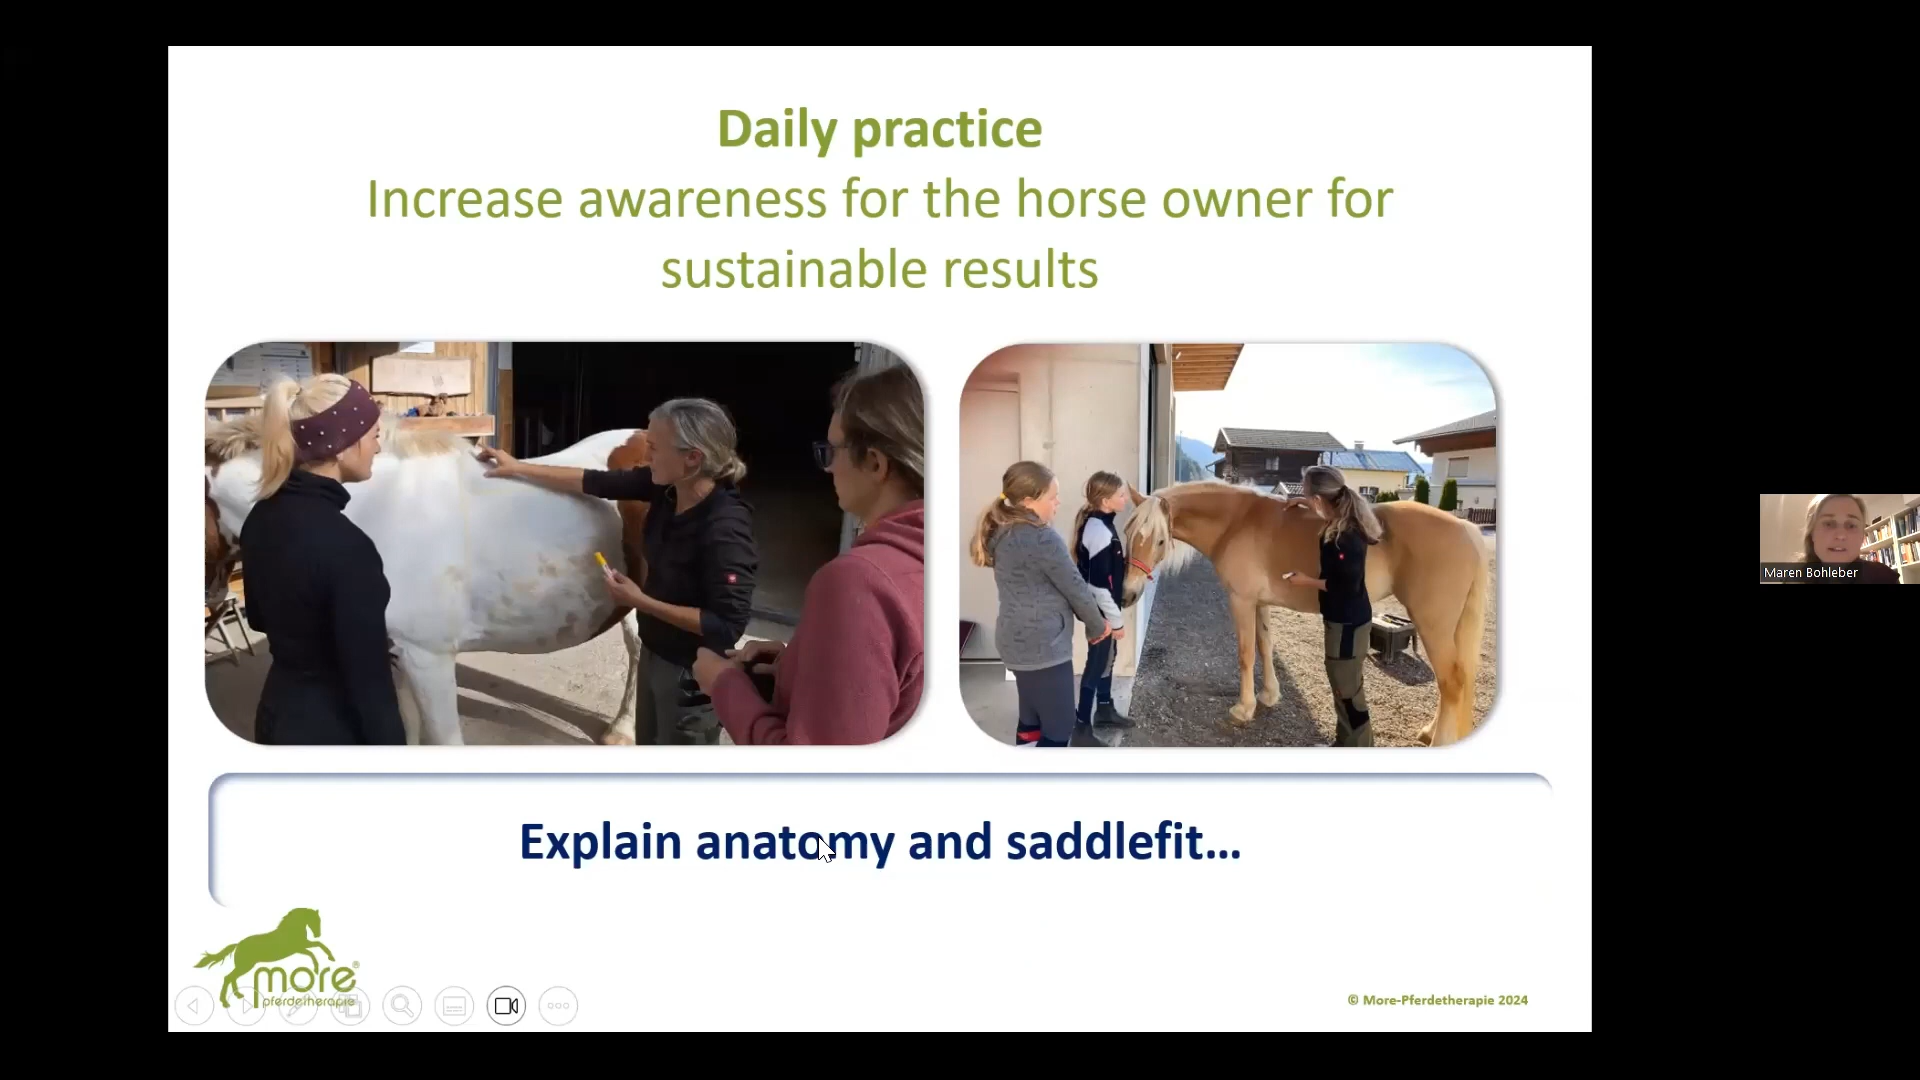 Daily practice
Increase awareness for the horse owner for
sustainable results
Explain anatomy and saddlefit...
more®
pferdetherapie
© More-Pferdetherapie 2024
Maren Bohleber